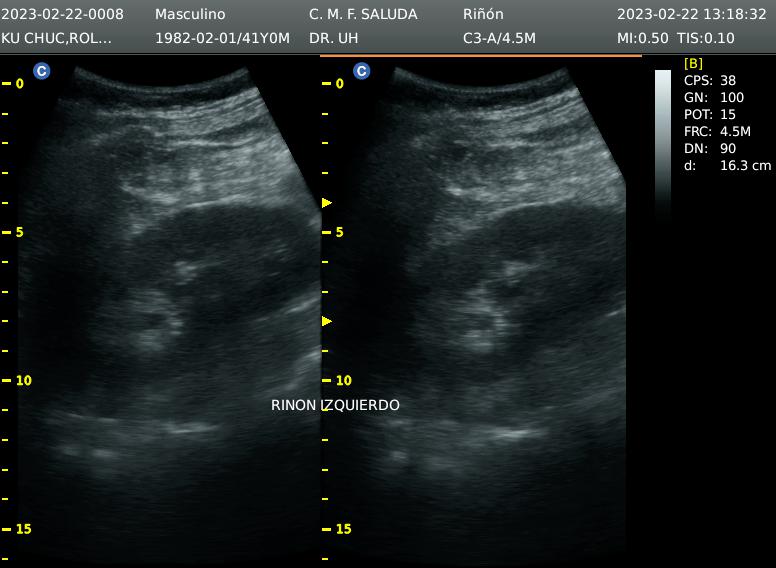 2023-02-22-0008 Masculino C. M. F. SALUDA Riñón 2023-02-22 13:18:32
KU CHUC,ROL... 1982-02-01/41Y0M DR. UH C3-A/4.5M MI:0.50 TIS:0.10
C C
[B]
CPS: 38
GN: 100
POT: 15
FRC: 4.5M
DN: 90
d: 16.3 cm
0 0
5 5
10 10
RINON IZQUIERDO
15 15